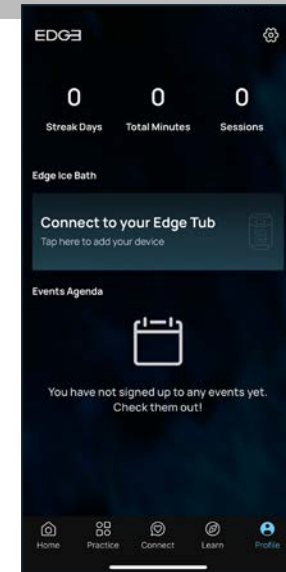 EDGE
0 0 0
Streak Days Total Minutes Sessions
Edge Ice Bath
Connect to your Edge Tub
Tap here to add your device
Events Agenda
You have not signed up to any events yet.
Check them out!
Home Practice Connect Learn Profile